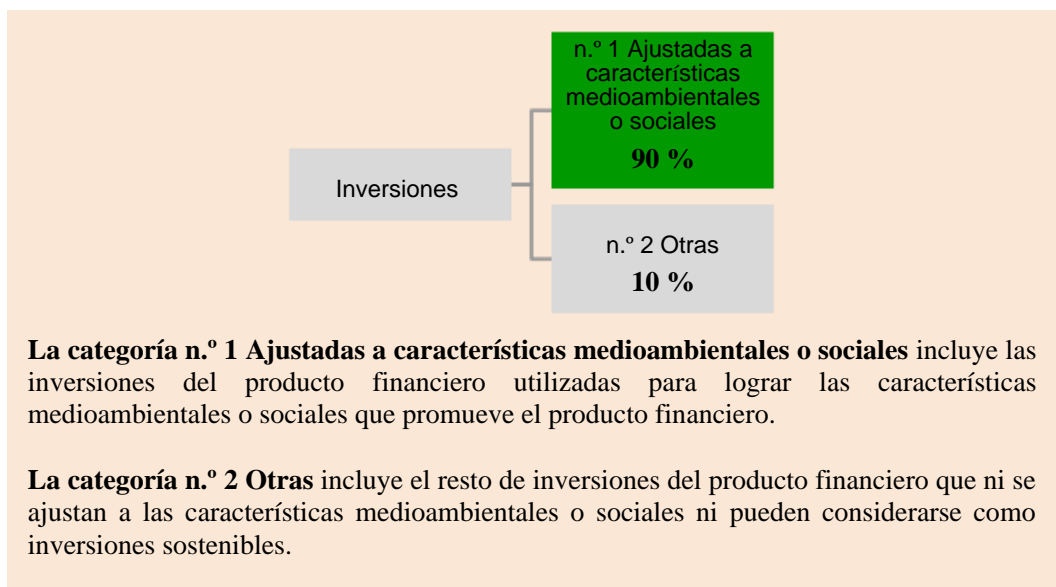 n.º 1 Ajustadas a
características
medioambientales
o sociales
90 %
Inversiones
n.º 2 Otras
10 %
La categoría n.º 1 Ajustadas a características medioambientales o sociales incluye las
inversiones del producto financiero utilizadas para lograr las características
medioambientales o sociales que promueve el producto financiero.
La categoría n.º 2 Otras incluye el resto de inversiones del producto financiero que ni se
ajustan a las características medioambientales o sociales ni pueden considerarse como
inversiones sostenibles.